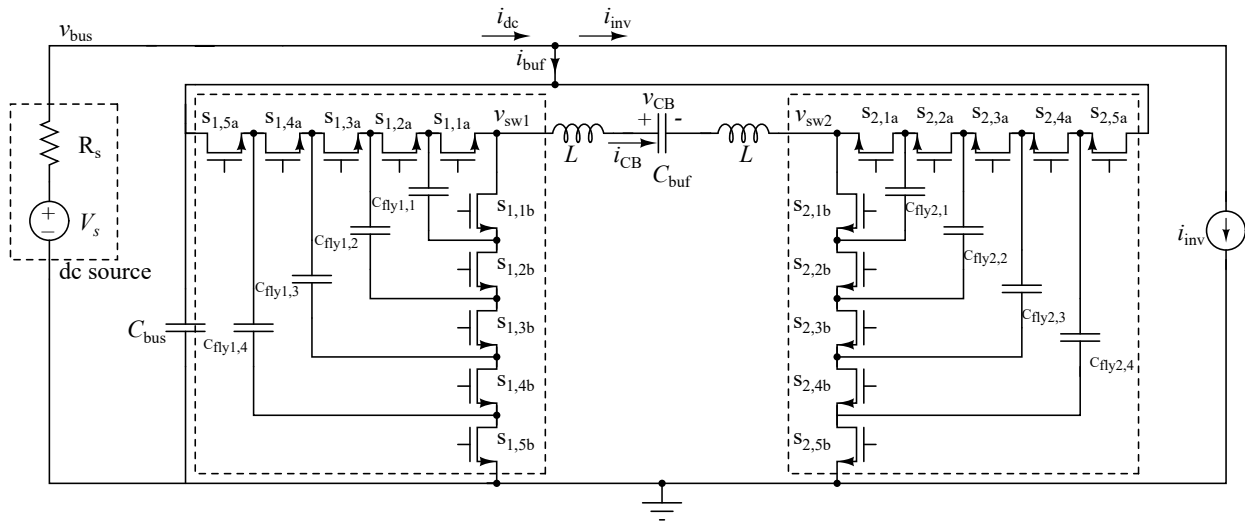 i_dc
i_inv
v_bus
i_buf
s_1,5a s_1,4a s_1,3a s_1,2a s_1,1a
v_sw1
v_CB
+ -
v_sw2
s_2,1a s_2,2a s_2,3a s_2,4a s_2,5a
R_s
L
i_CB
C_buf
L
C_fly1,1
s_1,1b
s_2,1b
C_fly2,1
+
−
V_s
C_fly1,2
s_1,2b
s_2,2b
C_fly2,2
i_inv
dc source
C_fly1,3
s_1,3b
s_2,3b
C_fly2,3
C_bus
C_fly1,4
s_1,4b
s_2,4b
C_fly2,4
s_1,5b
s_2,5b